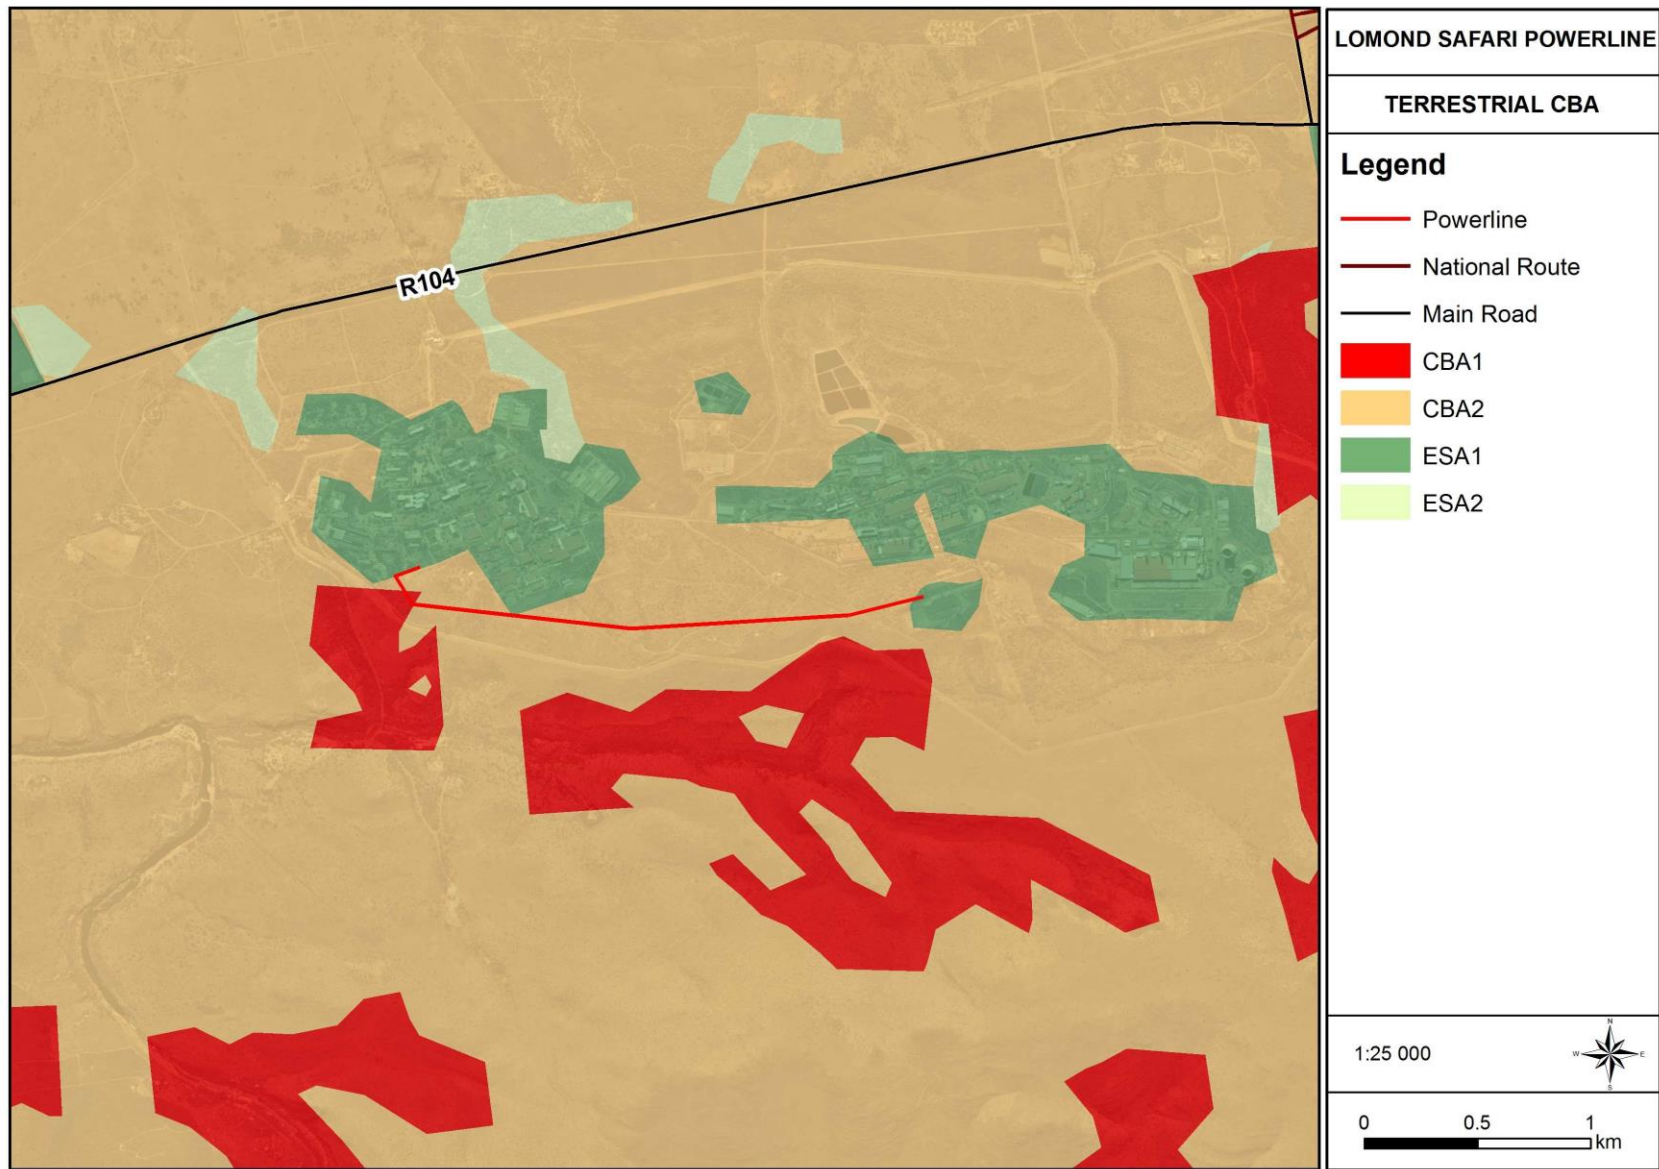 LOMOND SAFARI POWERLINE
TERRESTRIAL CBA
Legend
Powerline
National Route
Main Road
CBA1
CBA2
ESA1
ESA2
R104
1:25 000
N
W E
S
0 0.5 1
km